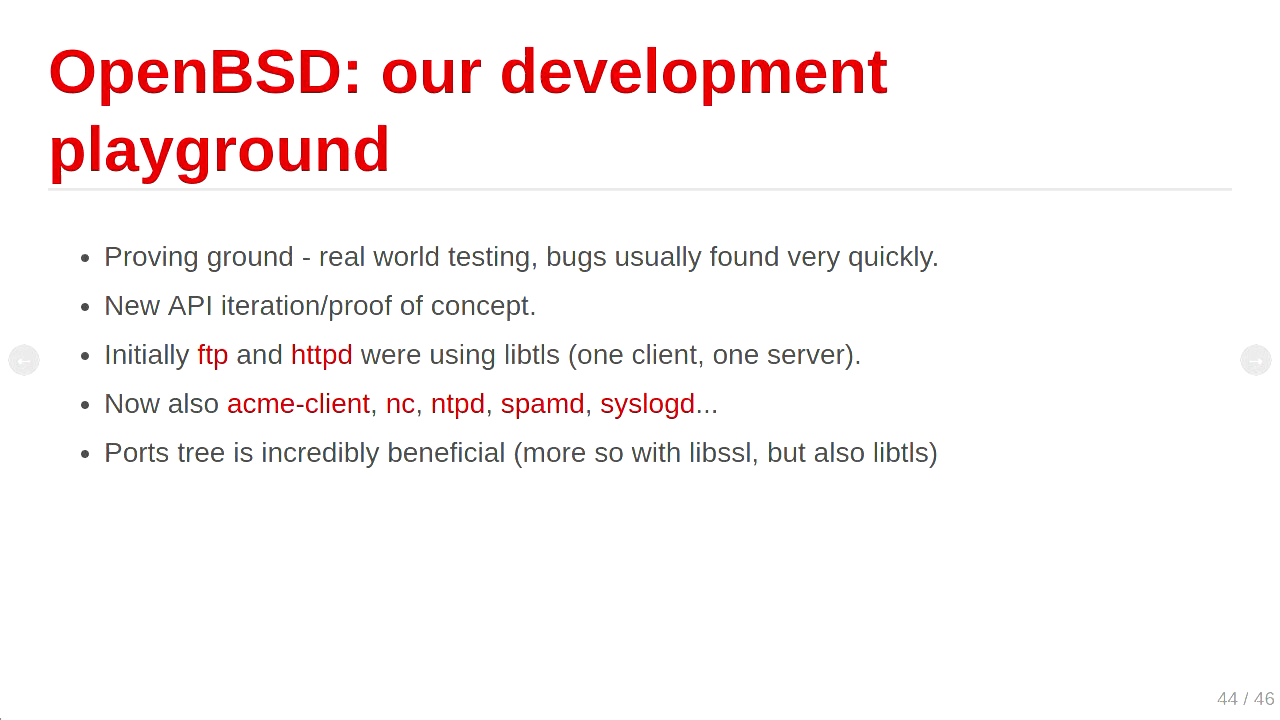 OpenBSD: our development
playground
• Proving ground - real world testing, bugs usually found very quickly.
• New API iteration/proof of concept.
• Initially ftp and httpd were using libtls (one client, one server).
• Now also acme-client, nc, ntpd, spamd, syslogd...
• Ports tree is incredibly beneficial (more so with libssl, but also libtls)
← →
44 / 46